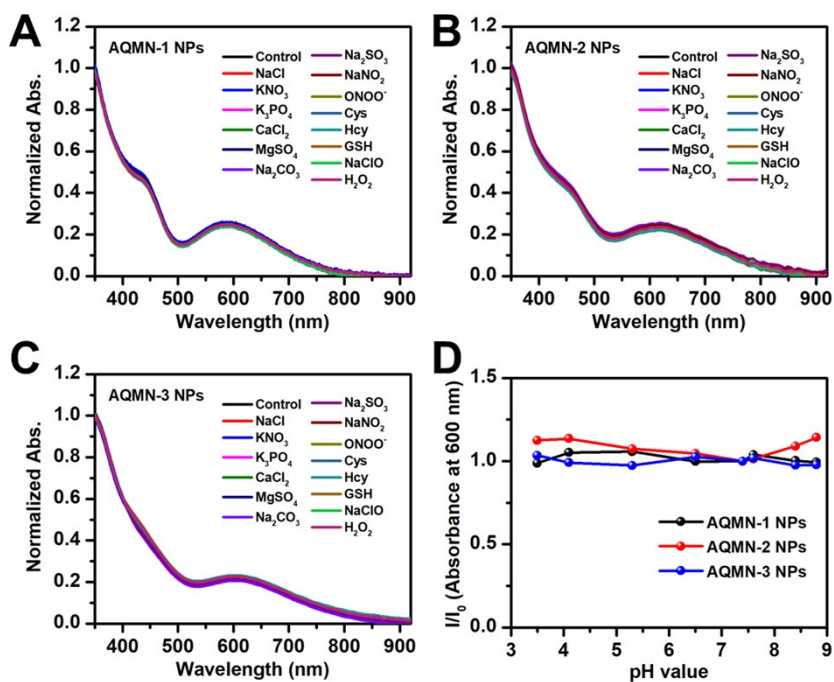 A
AQMN-1 NPs
Control
NaCl
KNO₃
K₃PO₄
CaCl₂
MgSO₄
Na₂CO₃
Na₂SO₃
NaNO₂
ONOO⁻
Cys
Hcy
GSH
NaClO
H₂O₂
Normalized Abs.
1.2
1.0
0.8
0.6
0.4
0.2
0.0
400 500 600 700 800 900
Wavelength (nm)
B
AQMN-2 NPs
Control
NaCl
KNO₃
K₃PO₄
CaCl₂
MgSO₄
Na₂CO₃
Na₂SO₃
NaNO₂
ONOO⁻
Cys
Hcy
GSH
NaClO
H₂O₂
Normalized Abs.
1.2
1.0
0.8
0.6
0.4
0.2
0.0
400 500 600 700 800 900
Wavelength (nm)
C
AQMN-3 NPs
Control
NaCl
KNO₃
K₃PO₄
CaCl₂
MgSO₄
Na₂CO₃
Na₂SO₃
NaNO₂
ONOO⁻
Cys
Hcy
GSH
NaClO
H₂O₂
Normalized Abs.
1.2
1.0
0.8
0.6
0.4
0.2
0.0
400 500 600 700 800 900
Wavelength (nm)
D
I/I₀ (Absorbance at 600 nm)
1.5
1.0
0.5
0.0
AQMN-1 NPs
AQMN-2 NPs
AQMN-3 NPs
3 4 5 6 7 8 9
pH value